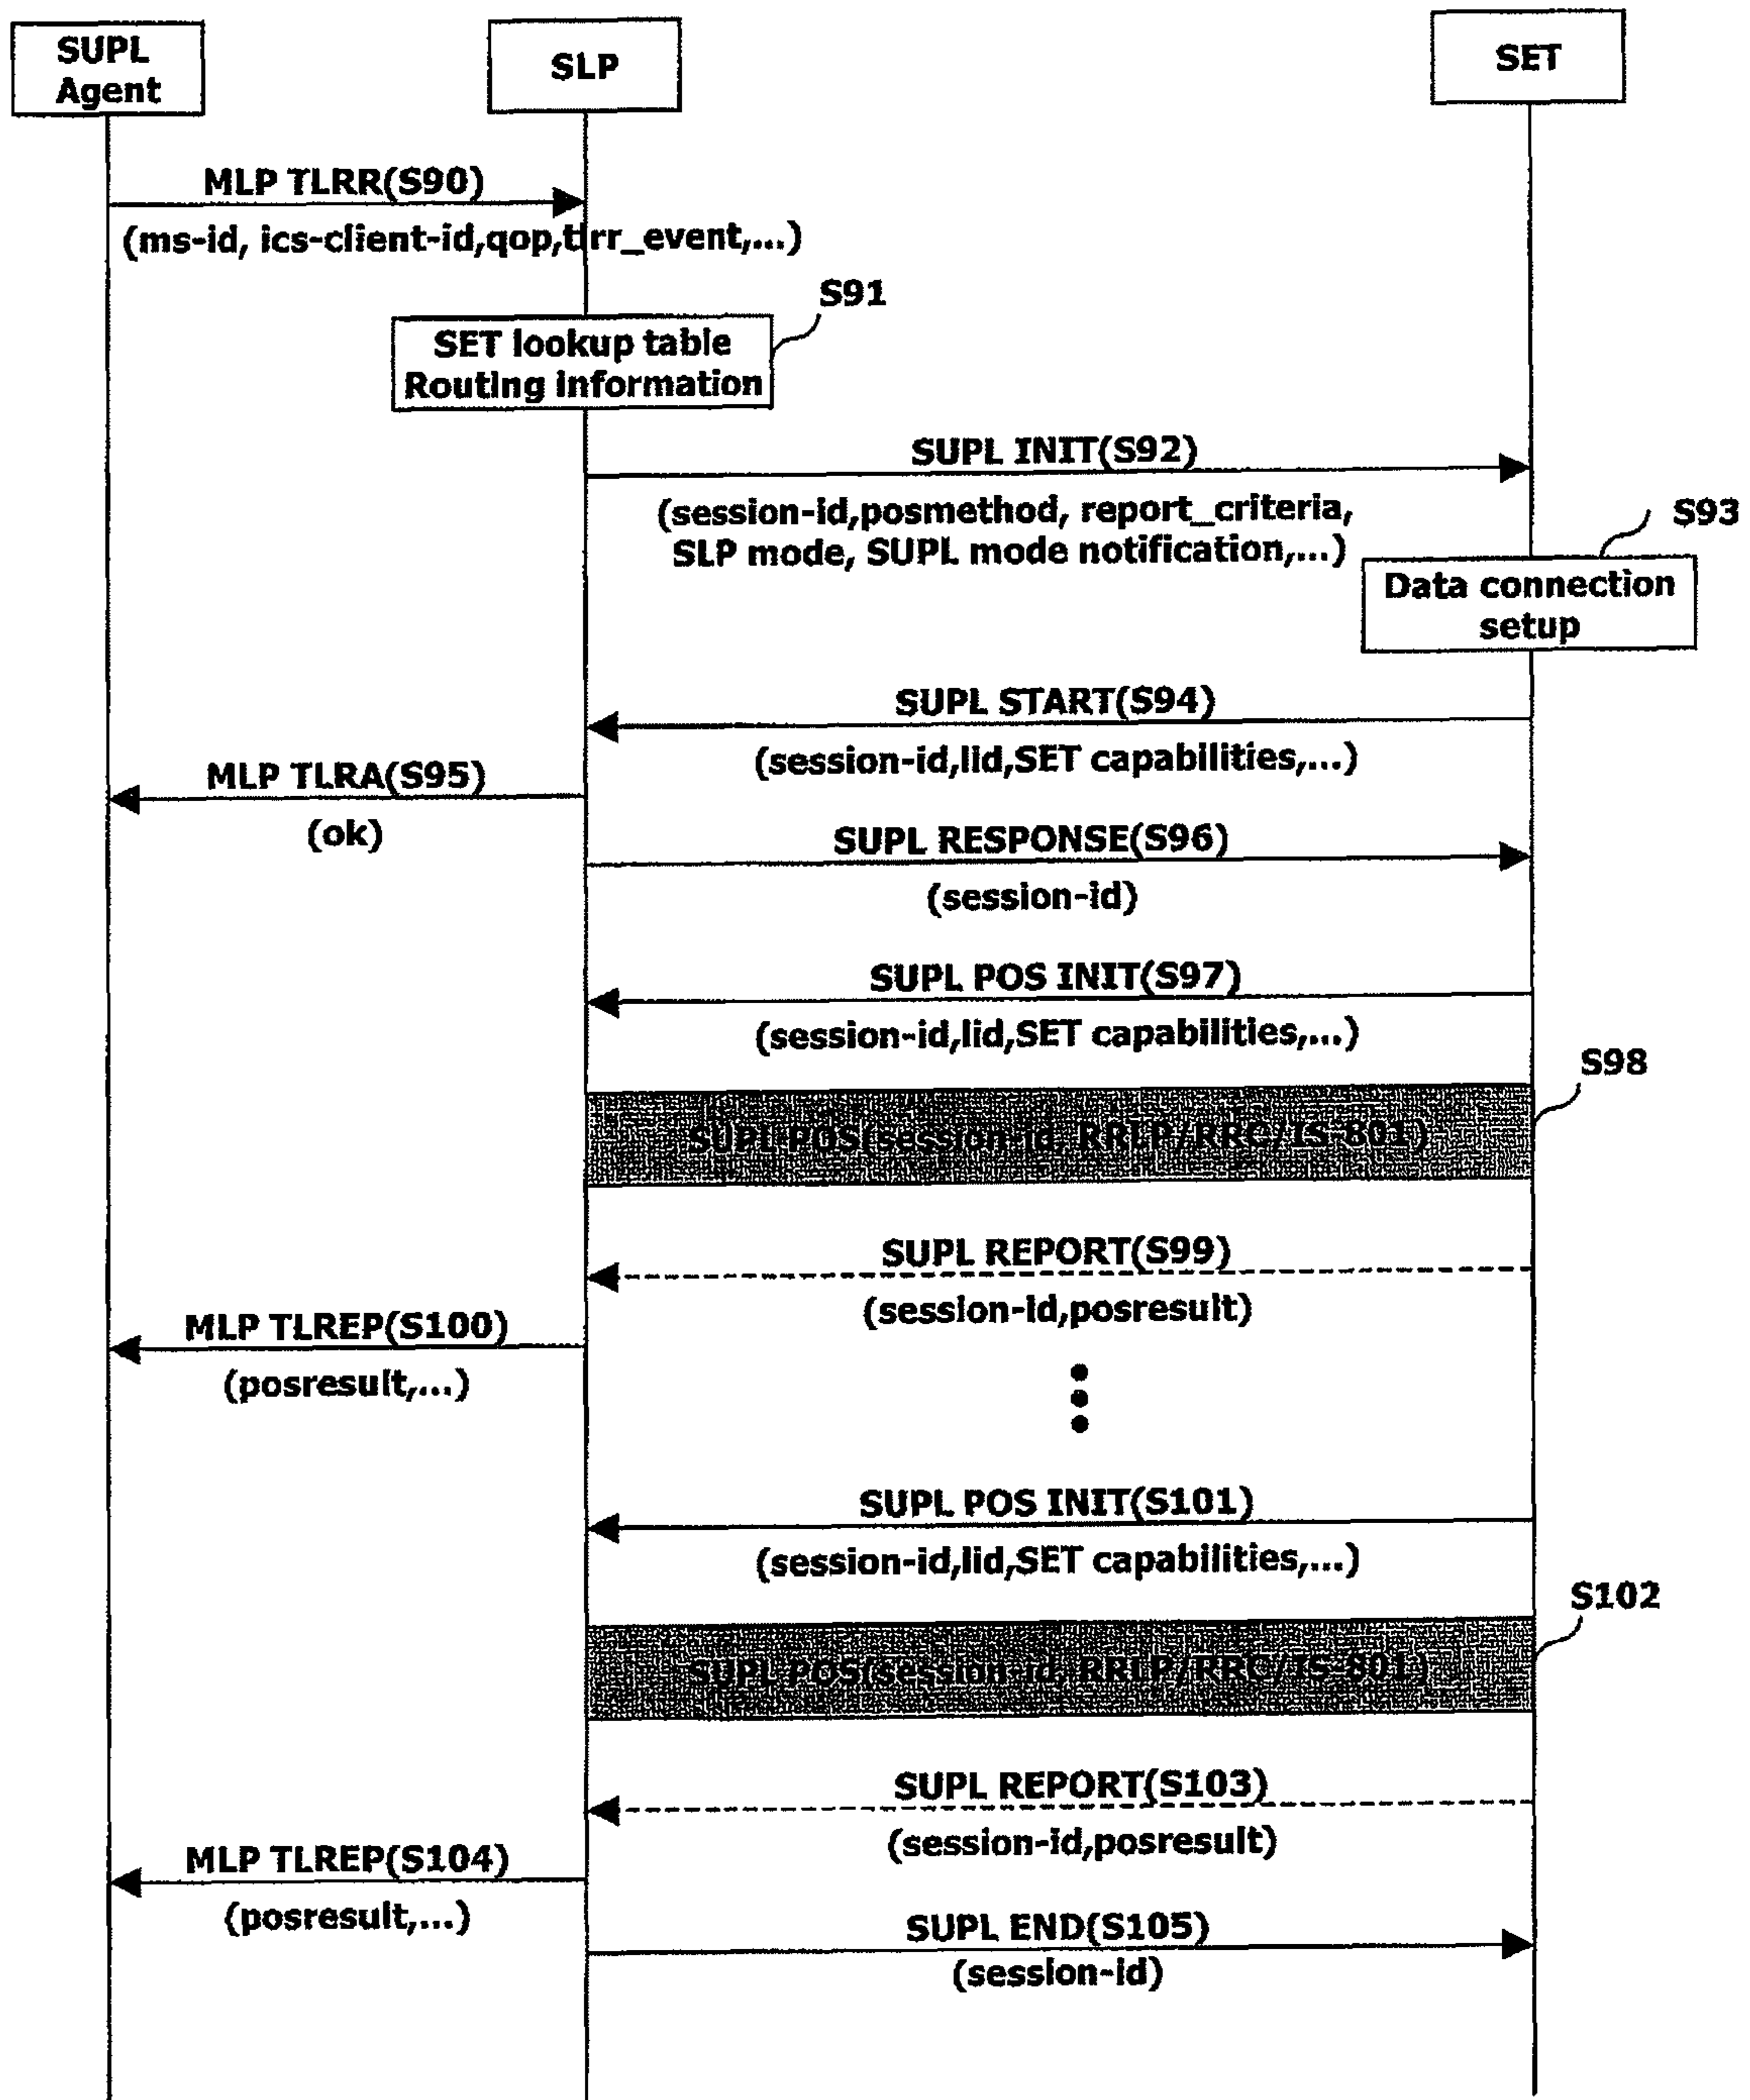 SUPL
Agent
SLP
SET
MLP TLRR(S90)
(ms-id, ics-client-id,qop,tlrr_event,...)
S91
SET lookup table
Routing information
SUPL INIT(S92)
(session-id,posmethod, report_criteria,
SLP mode, SUPL mode notification,...)
S93
Data connection
setup
SUPL START(S94)
(session-id,lid,SET capabilities,...)
MLP TLRA(S95)
(ok)
SUPL RESPONSE(S96)
(session-id)
SUPL POS INIT(S97)
(session-id,lid,SET capabilities,...)
S98
SUPL POS(session-id, RRLP/RRC/IS-801)
SUPL REPORT(S99)
(session-id,posresult)
MLP TLREP(S100)
(posresult,...)
SUPL POS INIT(S101)
(session-id,lid,SET capabilities,...)
S102
SUPL POS(session-id, RRLP/RRC/IS-801)
SUPL REPORT(S103)
(session-id,posresult)
MLP TLREP(S104)
(posresult,...)
SUPL END(S105)
(session-id)